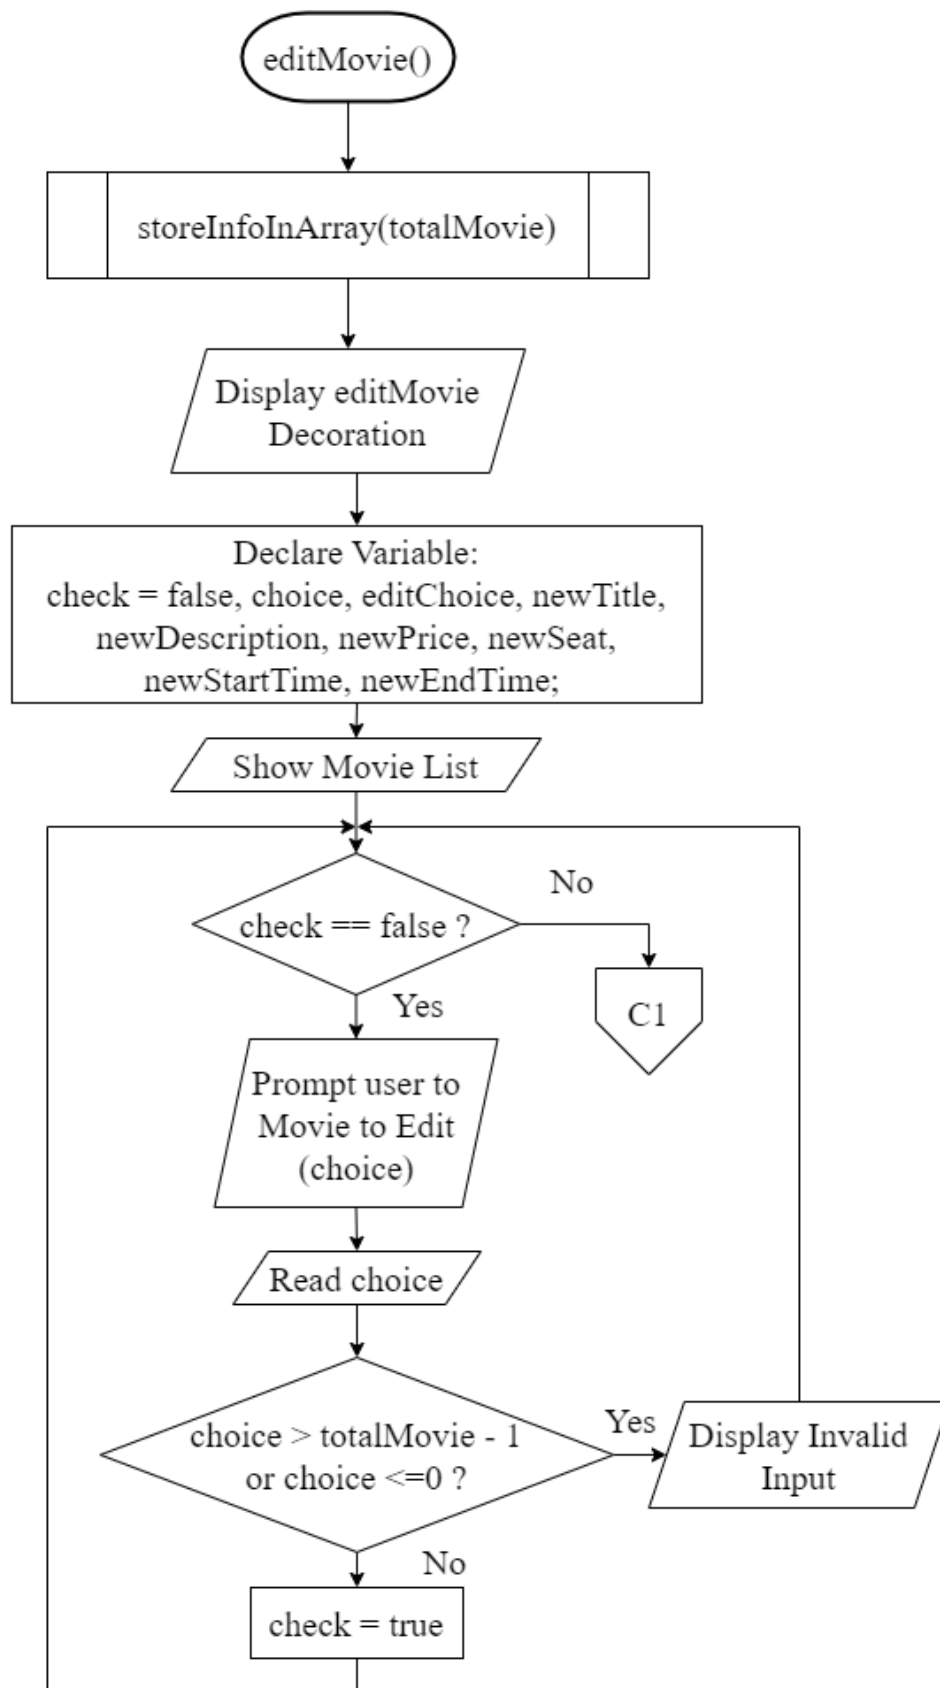 editMovie()
storeInfoInArray(totalMovie)
Display editMovie
Decoration
Declare Variable:
check = false, choice, editChoice, newTitle,
newDescription, newPrice, newSeat,
newStartTime, newEndTime;
Show Movie List
check == false ?
No
C1
Yes
Prompt user to
Movie to Edit
(choice)
Read choice
choice > totalMovie - 1
or choice <=0 ?
Yes
Display Invalid
Input
No
check = true